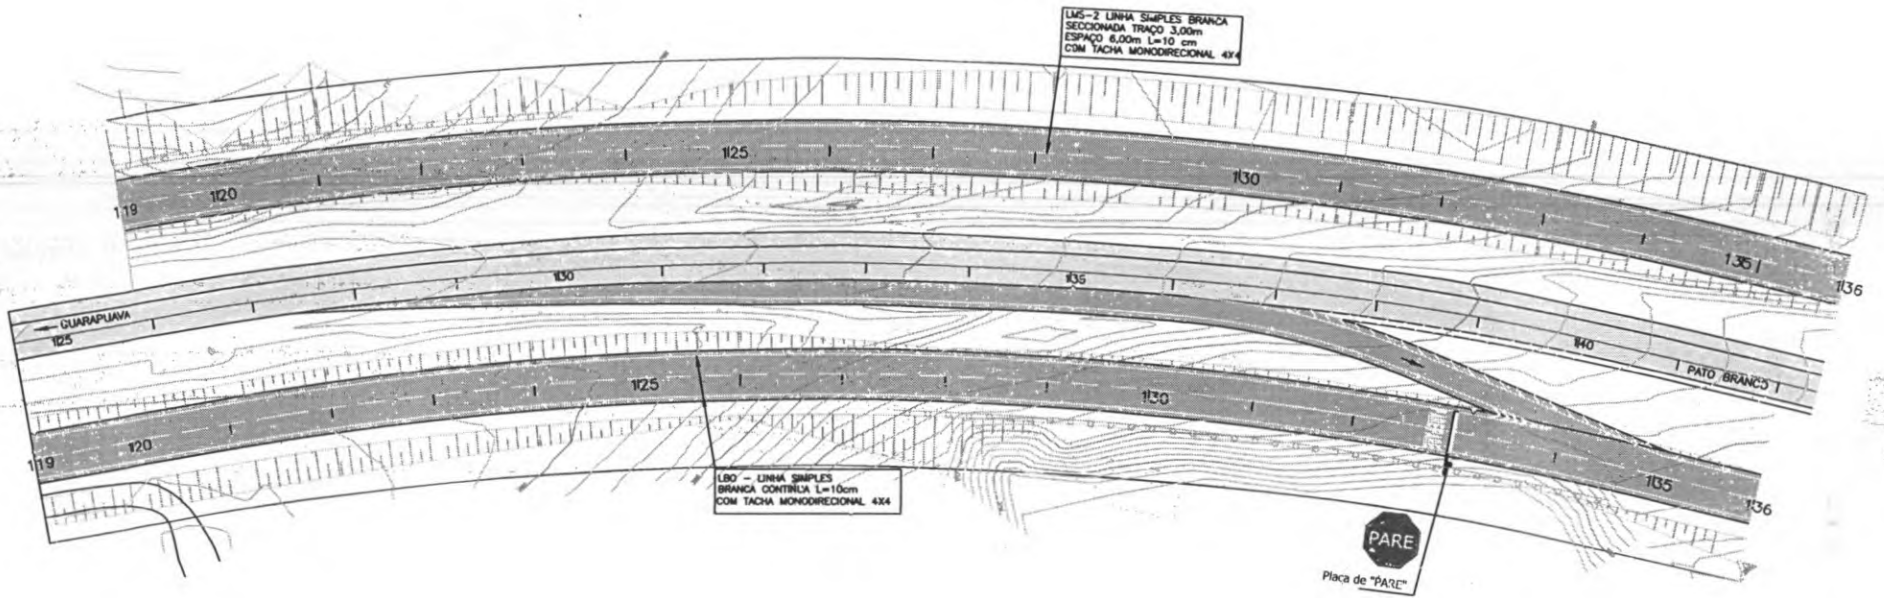 LMS-2 LINHA SIMPLES BRANCA
SECCIONADA TRAÇO 3,00m
ESPAÇO 6,00m L=10 cm
COM TACHA MONODIRECIONAL 4X4
119
1120
1125
1130
1135
1136
GUARAPUAVA
1125
1130
1135
1140
PATO BRANCO
119
1120
1125
1130
1135
1136
LBO - LINHA SIMPLES
BRANCA CONTINUA L=10cm
COM TACHA MONODIRECIONAL 4X4
PARE
Placa de "PARE"